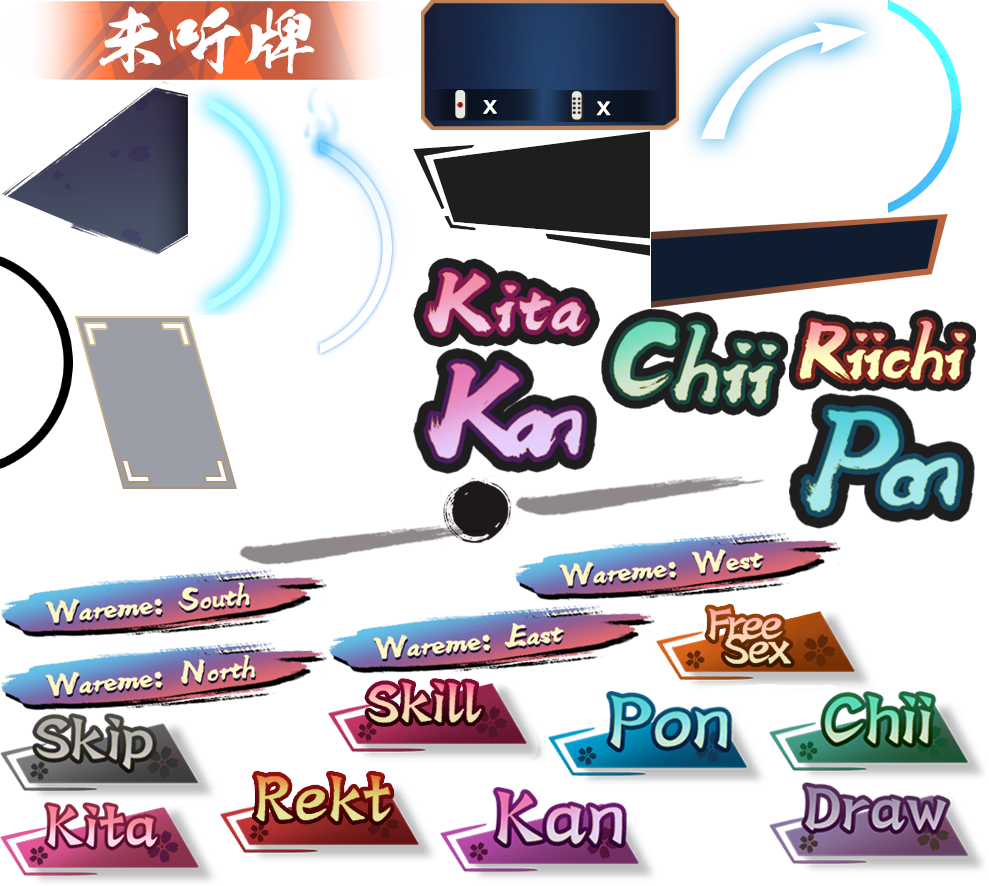 未听牌
x x
Kita
Chii
Riichi
Kan
Pon
Wareme: West
Wareme: South
Wareme: East
Free
Sex
Wareme: North
Skill
Skip
Pon
Chii
Rekt
Kita
Kan
Draw